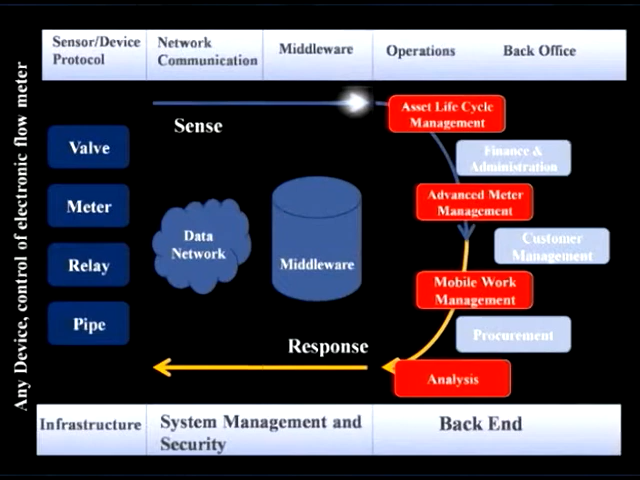 Sensor/Device
Protocol
Network
Communication
Middleware
Operations
Back Office
Any Device, control of electronic flow meter
Sense
Valve
Meter
Relay
Pipe
Data
Network
Middleware
Asset Life Cycle
Management
Finance &
Administration
Advanced Meter
Management
Customer
Management
Mobile Work
Management
Procurement
Response
Analysis
Infrastructure
System Management and
Security
Back End